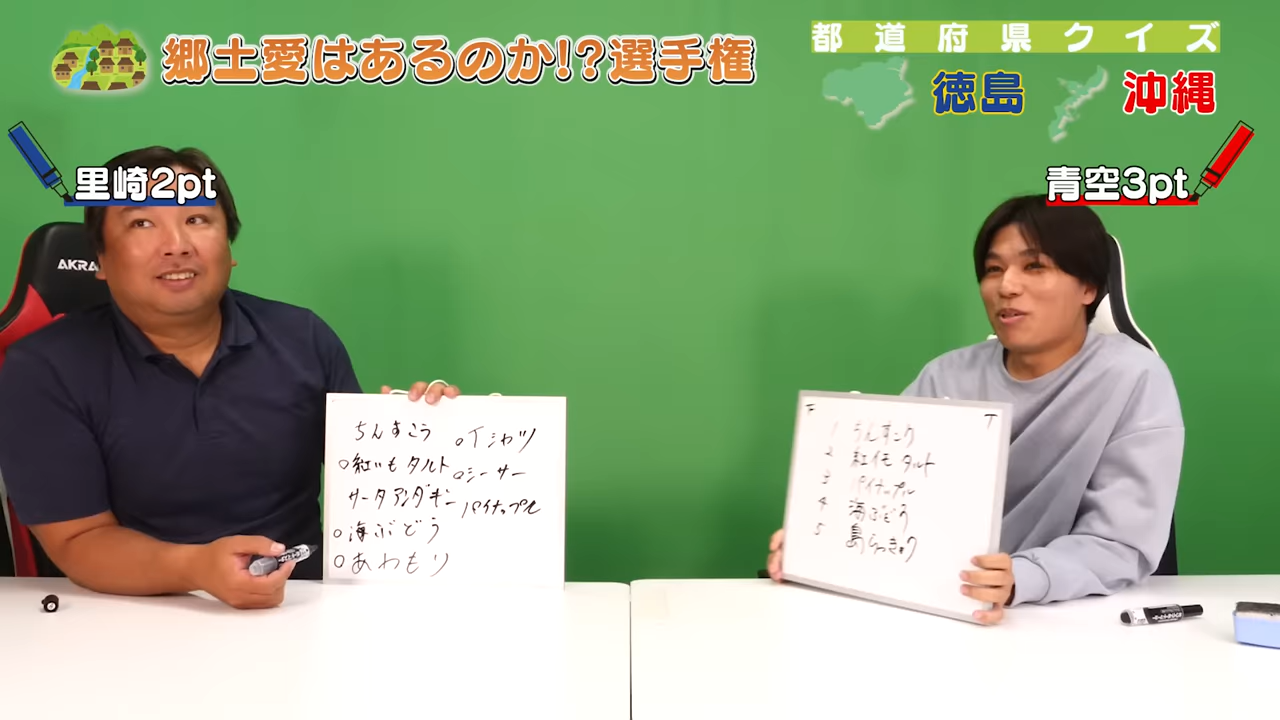 郷土愛はあるのか!?選手権
都道府県クイズ
徳島
沖縄
里崎2pt
青空3pt
AKRA
ちんすこう
○イシャツ
○紅いもタルト
○シーサー
サータアンダギー
パイナップル
○海ぶどう
○あわもり
1 ちんすこう
2 紅イモタルト
3 パイナップル
4 海ぶどう
5 島らっきょう